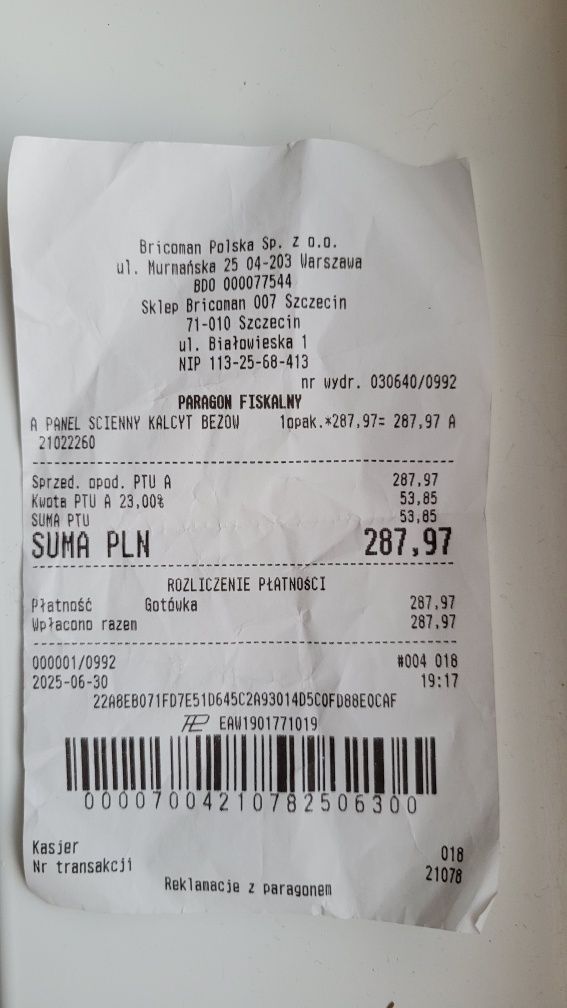 Bricoman Polska Sp. z o.o.
ul. Murmańska 25 04-203 Warszawa
BDO 000077544
Sklep Bricoman 007 Szczecin
71-010 Szczecin
ul. Białowieska 1
NIP 113-25-68-413
nr wydr. 030640/0992
PARAGON FISKALNY
A PANEL SCIENNY KALCYT BEZOW 1opak.*287,97= 287,97 A
21022260
Sprzed. opod. PTU A 287,97
Kwota PTU A 23,00% 53,85
SUMA PTU 53,85
SUMA PLN 287,97
ROZLICZENIE PŁATNOŚCI
Płatność Gotówka 287,97
Wpłacono razem 287,97
000001/0992 #004 018
2025-06-30 19:17
22A8EB071FD7E51D645C2A93014D5C0FD88E0CAF
EAW1901771019
00007004210782506300
Kasjer 018
Nr transakcji 21078
Reklamacje z paragonem